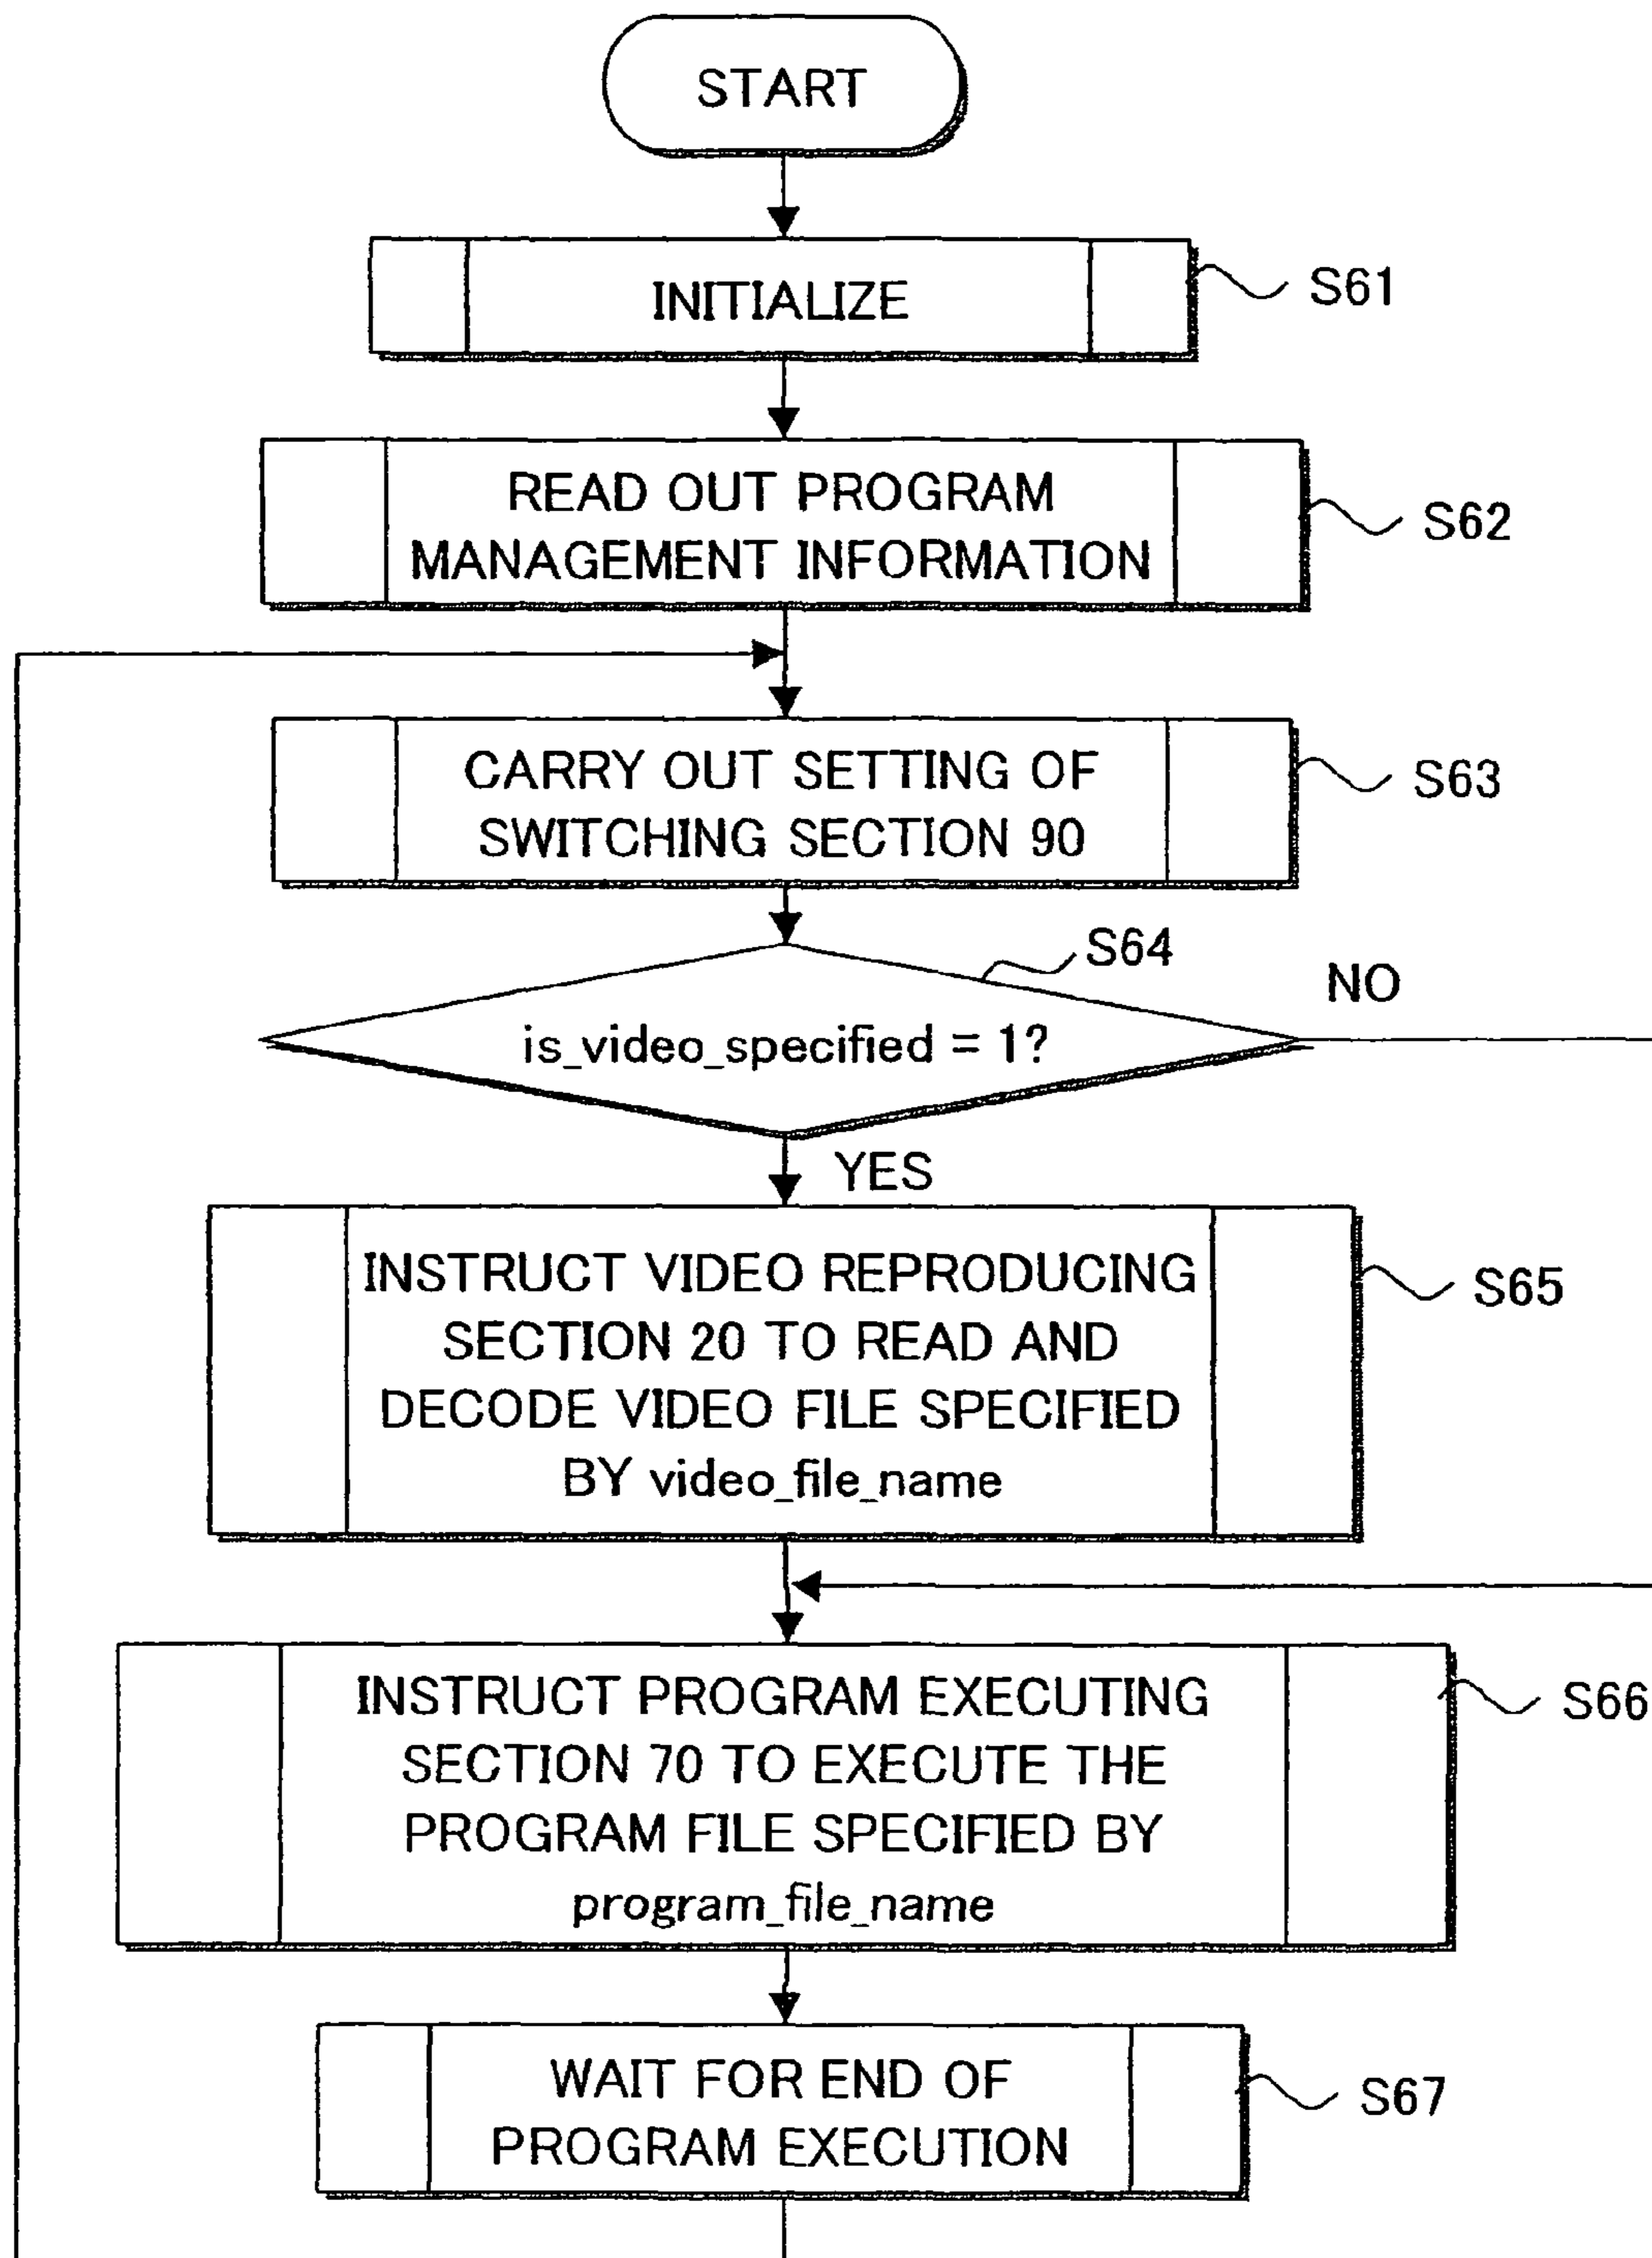 START
INITIALIZE
S61
READ OUT PROGRAM
MANAGEMENT INFORMATION
S62
CARRY OUT SETTING OF
SWITCHING SECTION 90
S63
S64
NO
is_video_specified = 1?
YES
INSTRUCT VIDEO REPRODUCING
SECTION 20 TO READ AND
DECODE VIDEO FILE SPECIFIED
BY video_file_name
S65
INSTRUCT PROGRAM EXECUTING
SECTION 70 TO EXECUTE THE
PROGRAM FILE SPECIFIED BY
program_file_name
S66
WAIT FOR END OF
PROGRAM EXECUTION
S67